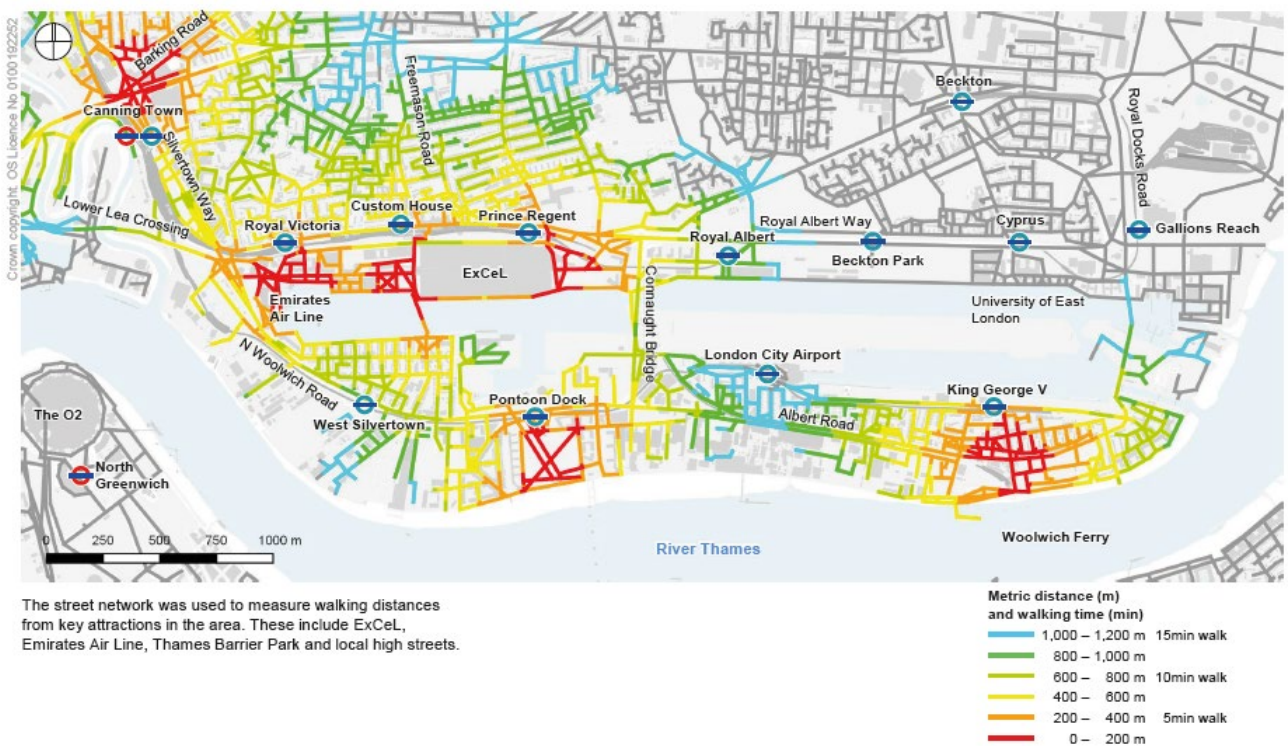 Crown copyright. OS Licence No 0100192252
Barking Road
Canning Town
Silvertown Way
Freemason Road
Beckton
Royal Docks Road
Lower Lea Crossing
Royal Victoria
Custom House
Prince Regent
Royal Albert Way
Cyprus
Gallions Reach
Royal Albert
Beckton Park
ExCeL
Emirates
Air Line
Connaught Bridge
University of East
London
N Woolwich Road
London City Airport
King George V
The O2
Pontoon Dock
West Silvertown
Albert Road
North
Greenwich
0 250 500 750 1000 m
River Thames
Woolwich Ferry
The street network was used to measure walking distances
from key attractions in the area. These include ExCeL,
Emirates Air Line, Thames Barrier Park and local high streets.
Metric distance (m)
and walking time (min)
1,000 – 1,200 m 15min walk
800 – 1,000 m
600 – 800 m 10min walk
400 – 600 m
200 – 400 m 5min walk
0 – 200 m